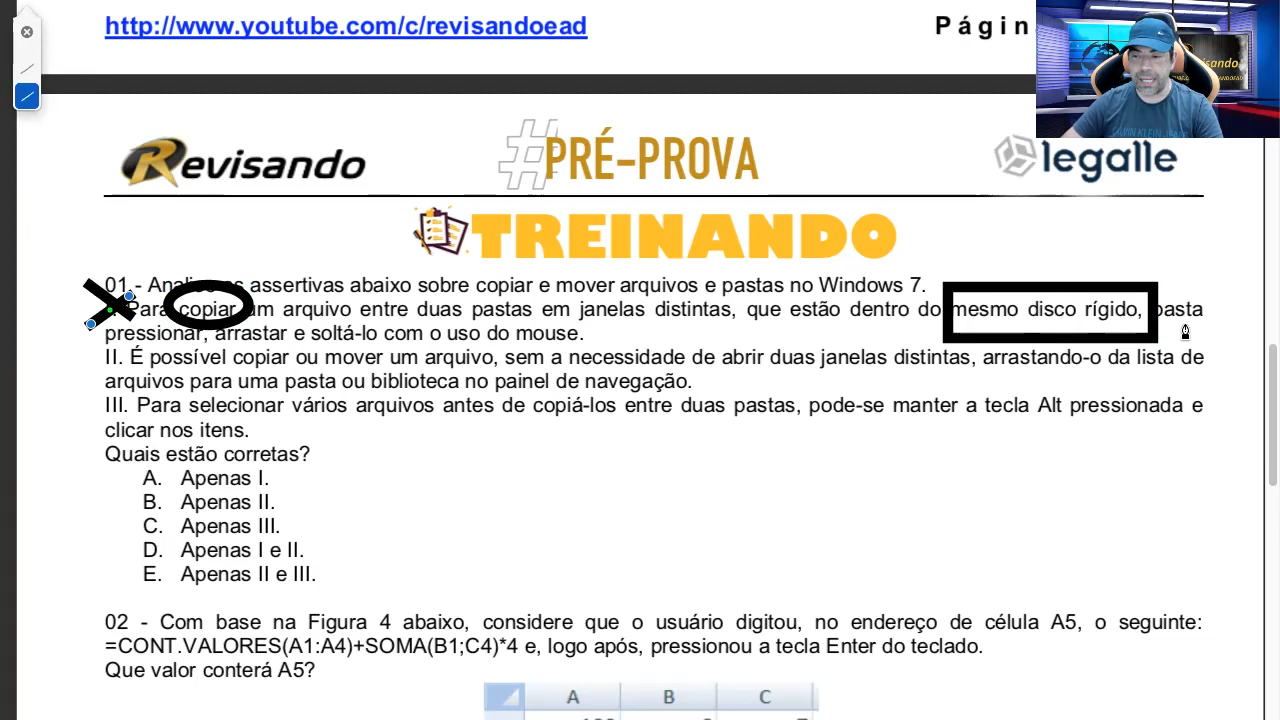 http://www.youtube.com/c/revisandoead
Págin
Revisando
#PRÉ-PROVA
legalle
TREINANDO
01 - Analise as assertivas abaixo sobre copiar e mover arquivos e pastas no Windows 7.
Para copiar um arquivo entre duas pastas em janelas distintas, que estão dentro do mesmo disco rígido, basta
pressionar, arrastar e soltá-lo com o uso do mouse.
II. É possível copiar ou mover um arquivo, sem a necessidade de abrir duas janelas distintas, arrastando-o da lista de
arquivos para uma pasta ou biblioteca no painel de navegação.
III. Para selecionar vários arquivos antes de copiá-los entre duas pastas, pode-se manter a tecla Alt pressionada e
clicar nos itens.
Quais estão corretas?
A. Apenas I.
B. Apenas II.
C. Apenas III.
D. Apenas I e II.
E. Apenas II e III.
02 - Com base na Figura 4 abaixo, considere que o usuário digitou, no endereço de célula A5, o seguinte:
=CONT.VALORES(A1:A4)+SOMA(B1;C4)*4 e, logo após, pressionou a tecla Enter do teclado.
Que valor conterá A5?
A B C